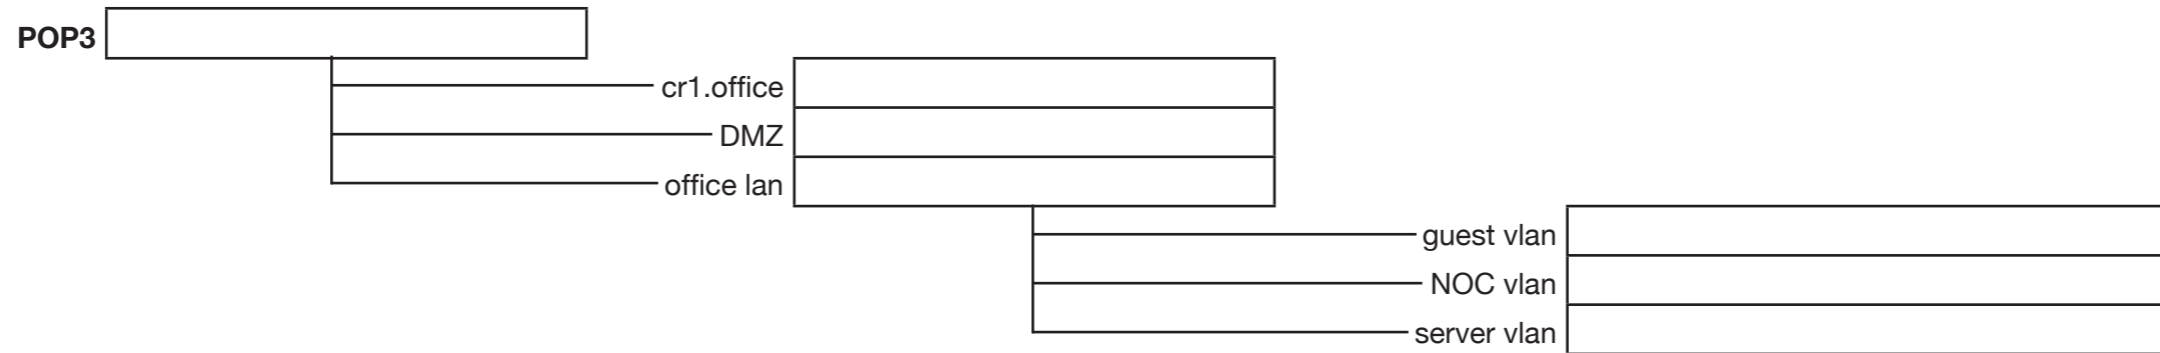 POP3
cr1.office
DMZ
office lan
guest vlan
NOC vlan
server vlan